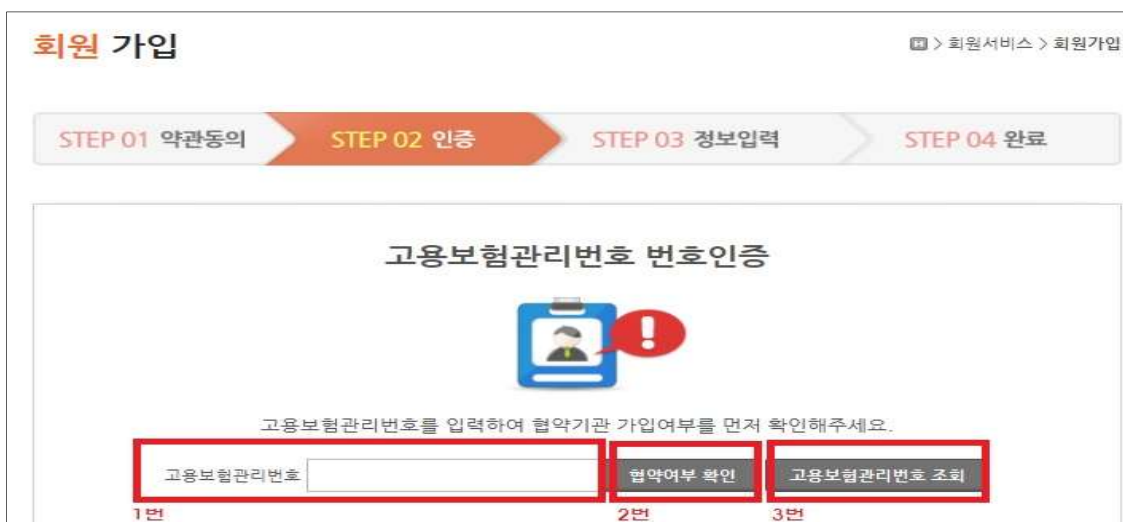 회원 가입
H > 회원서비스 > 회원가입
STEP 01 약관동의 STEP 02 인증 STEP 03 정보입력 STEP 04 완료
고용보험관리번호 번호인증
!
고용보험관리번호를 입력하여 협약기관 가입여부를 먼저 확인해주세요.
고용보험관리번호 협약여부 확인 고용보험관리번호 조회
1번 2번 3번